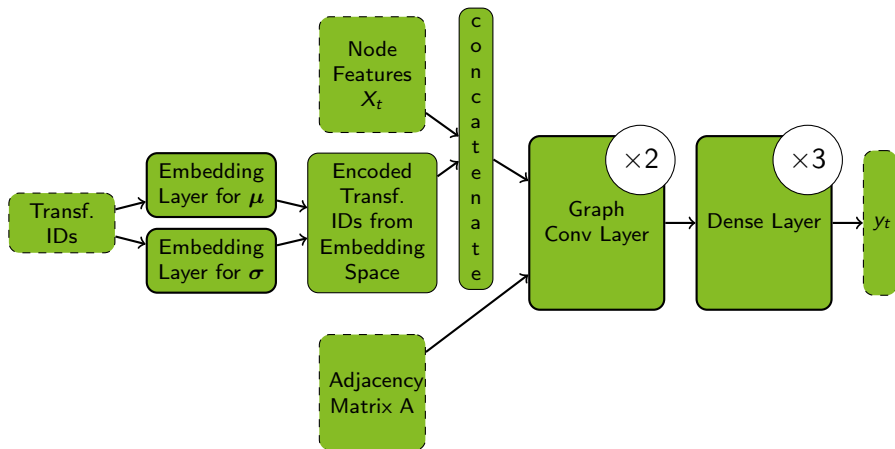 Node
Features
X_t
c
o
n
c
a
t
e
n
a
t
e
Transf.
IDs
Embedding
Layer for μ
Embedding
Layer for σ
Encoded
Transf.
IDs from
Embedding
Space
Adjacency
Matrix A
×2
Graph
Conv Layer
×3
Dense Layer
y_t